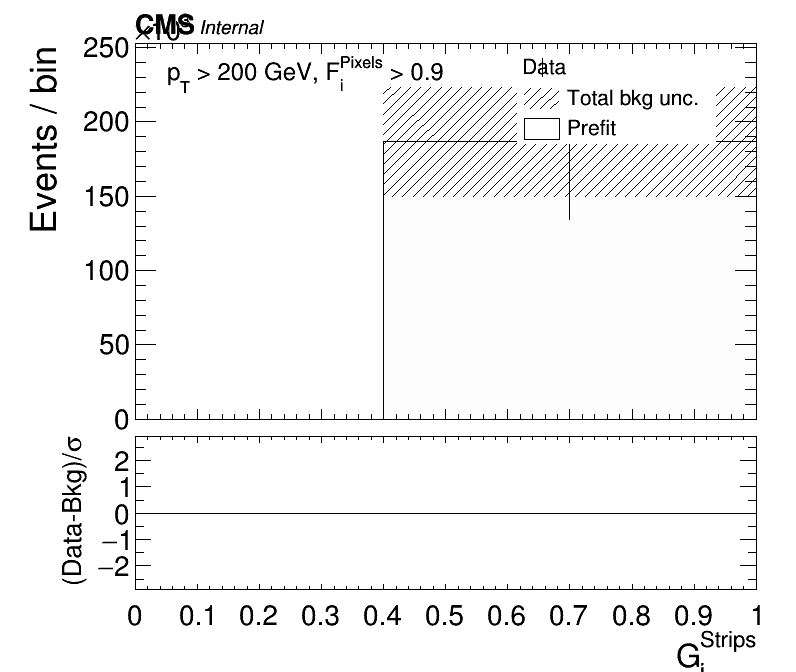 CMS Internal
×10³
p_T > 200 GeV, F_i^Pixels > 0.9
Data
Total bkg unc.
Prefit
Events / bin
250
200
150
100
50
0
(Data-Bkg)/σ
2
1
0
−1
−2
0 0.1 0.2 0.3 0.4 0.5 0.6 0.7 0.8 0.9 1
G_i^Strips